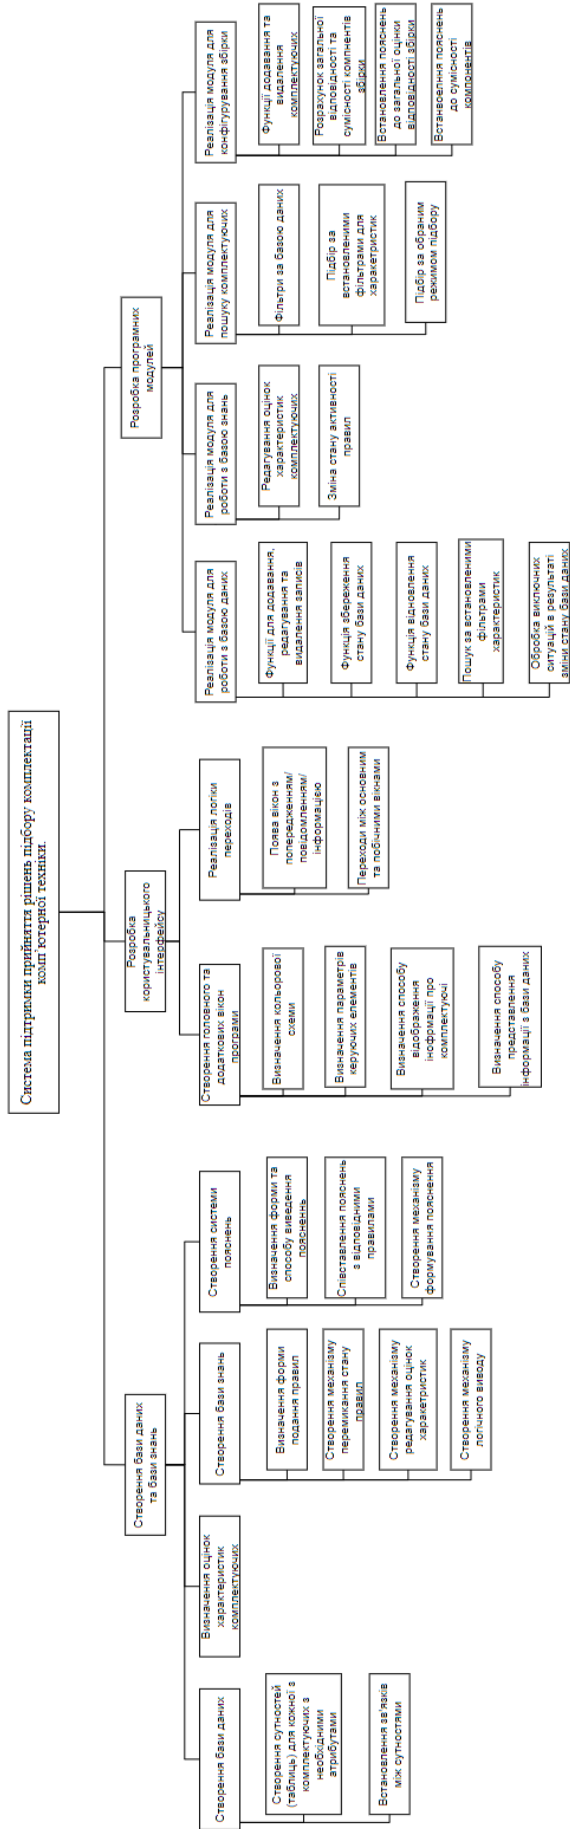 Система підтримки прийняття рішень підбору комплектації
комп'ютерної техніки.
Створення бази даних
та бази знань
Створення бази даних
Створення сутностей
(таблиць) для кожної з
комплектуючих з
необхідними
атрибутами
Встановлення зв'язків
між сутностями
Визначення оцінок
характеристик
комплектуючих
Створення бази знань
Визначення форми
подання правил
Створення механізму
перемикання стану
правил
Створення механізму
редагування оцінок
характеристик
Створення механізму
логічного виводу
Створення системи
пояснень
Визначення форми та
способу виведення
поясненнь
Співставлення пояснень
з відповідними
правилами
Створення механізму
формування пояснення
Розробка
користувальницького
інтерфейсу
Створення головного та
додаткових вікон
програми
Визначення кольорової
схеми
Визначення параметрів
керуючих елементів
Визначення способу
відображення
інофрмації про
комплектуючі
Визначення способу
представлення
інформації з бази даних
Реалізація логіки
переходів
Поява вікон з
попередженням/
повідомленням/
інформацією
Переходи між основним
та побічними вікнами
Розробка програмних
модулей
Реалізація модуля для
роботи з базою даних
Функції для додавання,
редагування та
видалення записів
Функція збереження
стану бази даних
Функція відновлення
стану бази даних
Пошук за встановленими
фільтрами
характеристик
Обробка виключних
ситуацій в результаті
зміни стану бази даних
Реалізація модуля для
роботи з базою знань
Редагування оцінок
характеристик
комплектуючих
Зміна стану активності
правил
Реалізація модуля для
пошуку комплектуючих
Фільтри за базою даних
Підбір за
встановленими
фільтрами для
характеристик
Підбір за обраним
режимом підбору
Реалізація модуля для
конфігурування збірки
Функції додавання та
видалення
комплектуючих
Розрахунок загальної
відповідності та
сумісності компнентів
збірки
Встановлення пояснень
до загальної оцінки
відповідності збірки
Встановлення пояснень
до сумісності
компонентів